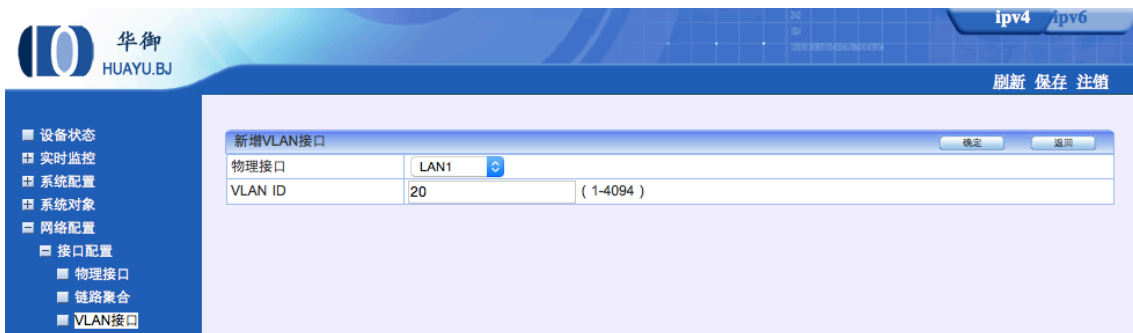 华御
HUAYU.BJ
ipv4 ipv6
刷新 保存 注销
设备状态
实时监控
系统配置
系统对象
网络配置
接口配置
物理接口
链路聚合
VLAN接口
新增VLAN接口 确定 返回
物理接口 LAN1
VLAN ID 20 ( 1-4094 )